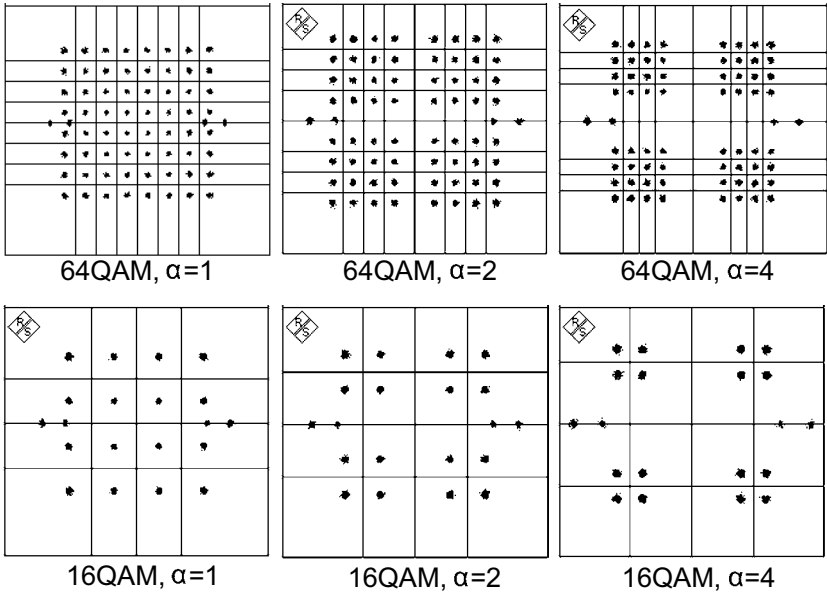 R
S
R
S
64QAM, α=1
64QAM, α=2
64QAM, α=4
R
S
R
S
R
S
16QAM, α=1
16QAM, α=2
16QAM, α=4